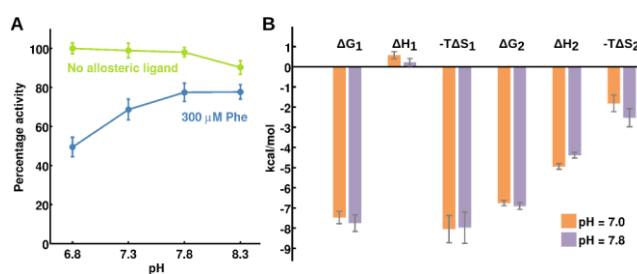 A
Percentage activity
100
80
60
40
20
0
No allosteric ligand
300 μM Phe
6.8 7.3 7.8 8.3
pH
B
kcal/mol
1
0
-1
-2
-3
-4
-5
-6
-7
-8
-9
ΔG1 ΔH1 -TΔS1 ΔG2 ΔH2 -TΔS2
pH = 7.0
pH = 7.8